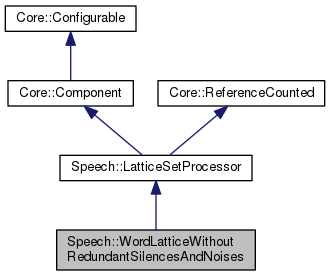 Core::Configurable
Core::Component
Core::ReferenceCounted
Speech::LatticeSetProcessor
Speech::WordLatticeWithout
RedundantSilencesAndNoises